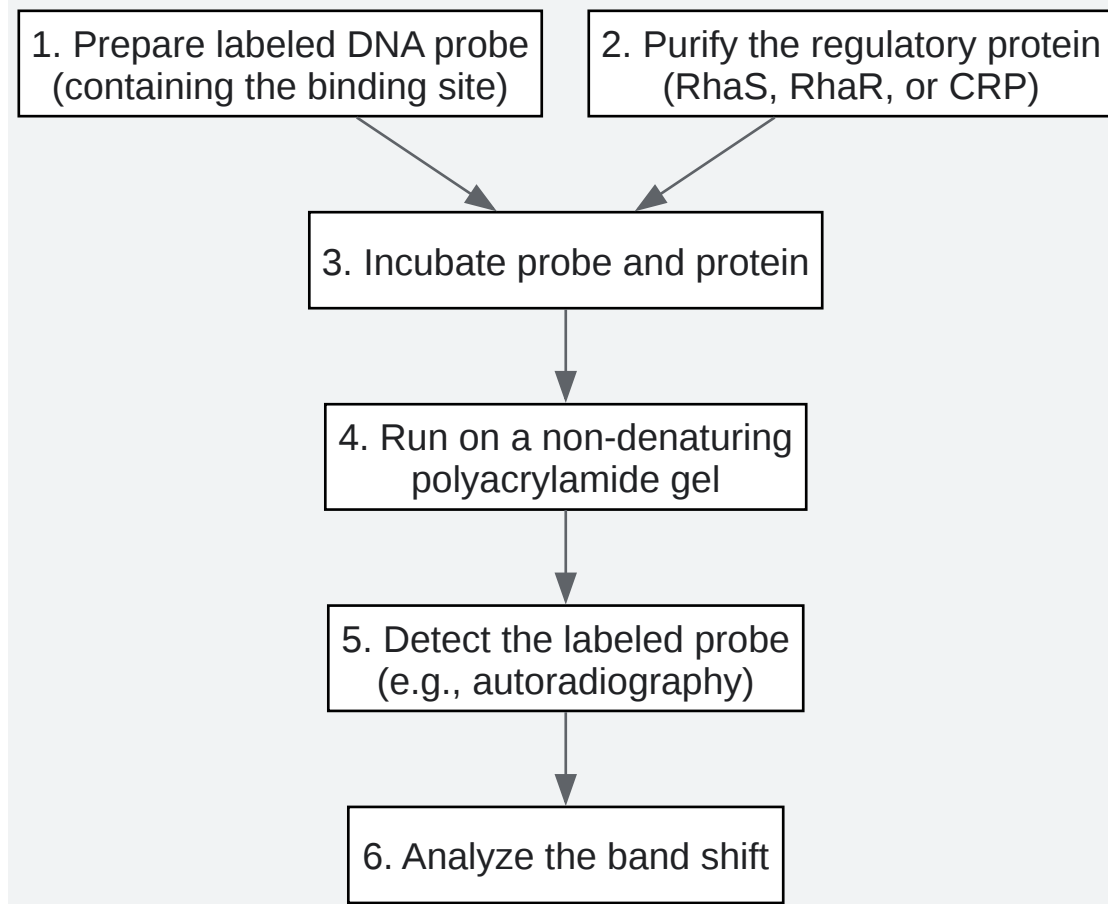 1. Prepare labeled DNA probe
(containing the binding site)
2. Purify the regulatory protein
(RhaS, RhaR, or CRP)
3. Incubate probe and protein
4. Run on a non-denaturing
polyacrylamide gel
5. Detect the labeled probe
(e.g., autoradiography)
6. Analyze the band shift